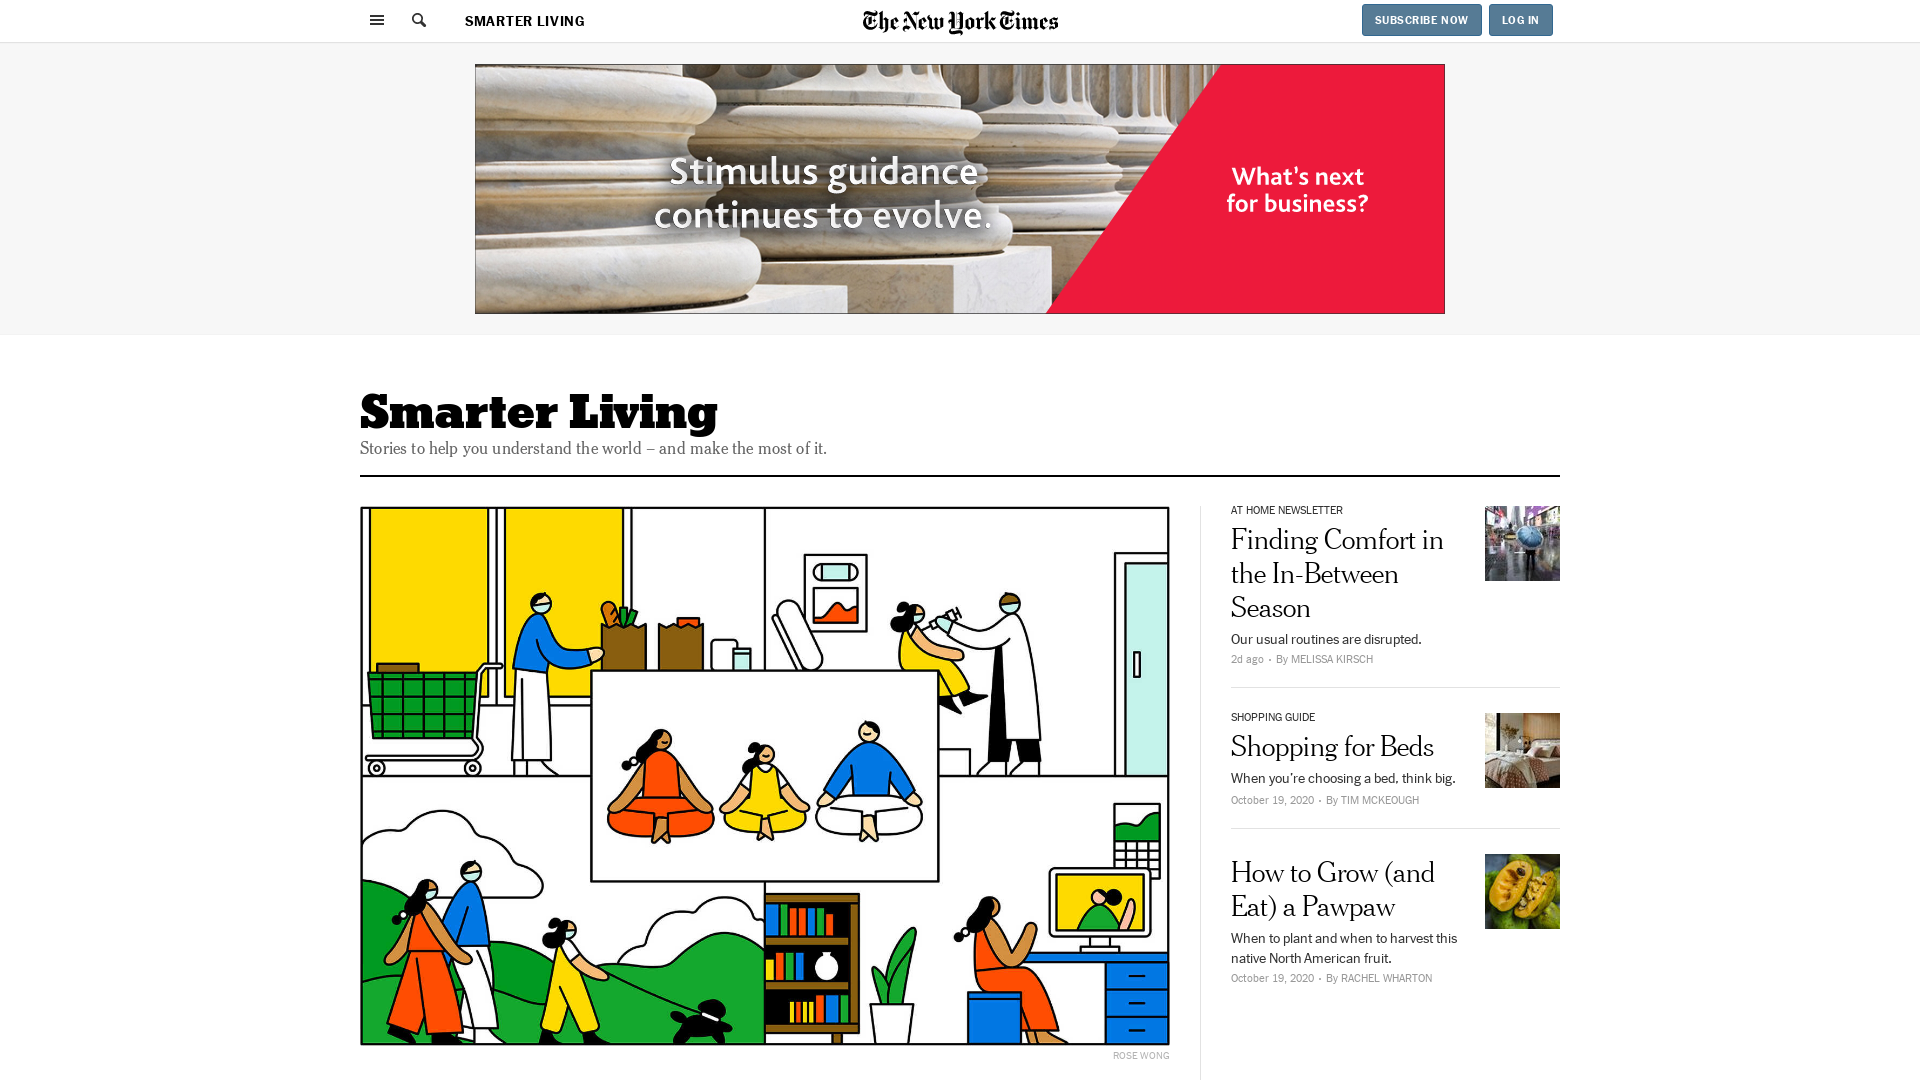 SMARTER LIVING
The New York Times
SUBSCRIBE NOW
LOG IN
Stimulus guidance
continues to evolve.
What's next
for business?
Smarter Living
Stories to help you understand the world – and make the most of it.
ROSE WONG
AT HOME NEWSLETTER
Finding Comfort in
the In-Between
Season
Our usual routines are disrupted.
2d ago • By MELISSA KIRSCH
SHOPPING GUIDE
Shopping for Beds
When you're choosing a bed, think big.
October 19, 2020 • By TIM MCKEOUGH
How to Grow (and
Eat) a Pawpaw
When to plant and when to harvest this
native North American fruit.
October 19, 2020 • By RACHEL WHARTON